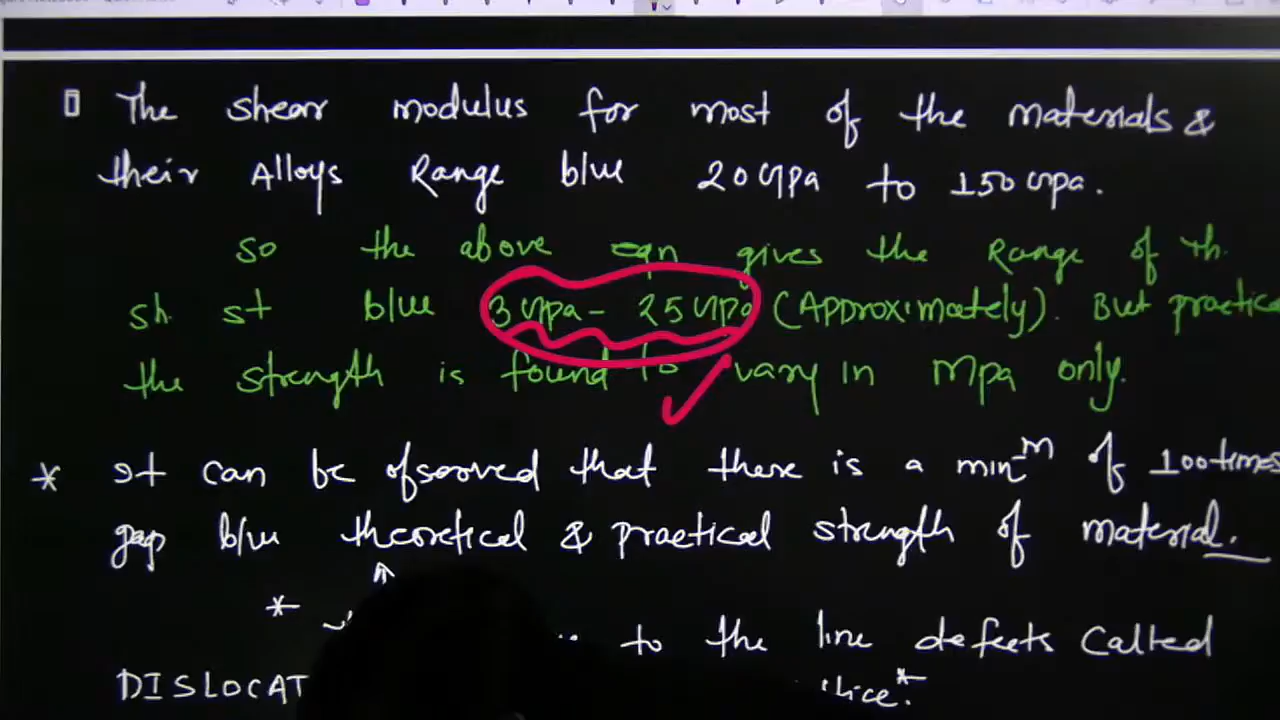 The shear modulus for most of the materials &
their Alloys Range b/w 20 GPa to 150 GPa.
so the above eqn gives the Range of Th.
sh. st b/w 3 GPa - 25 GPa (Approximately). But practica
the strength is found to vary in Mpa only.
* It can be observed that there is a min^m of 100 times
gap b/w theoretical & practical strength of material.
* to the line defects Called
DISLOCAT